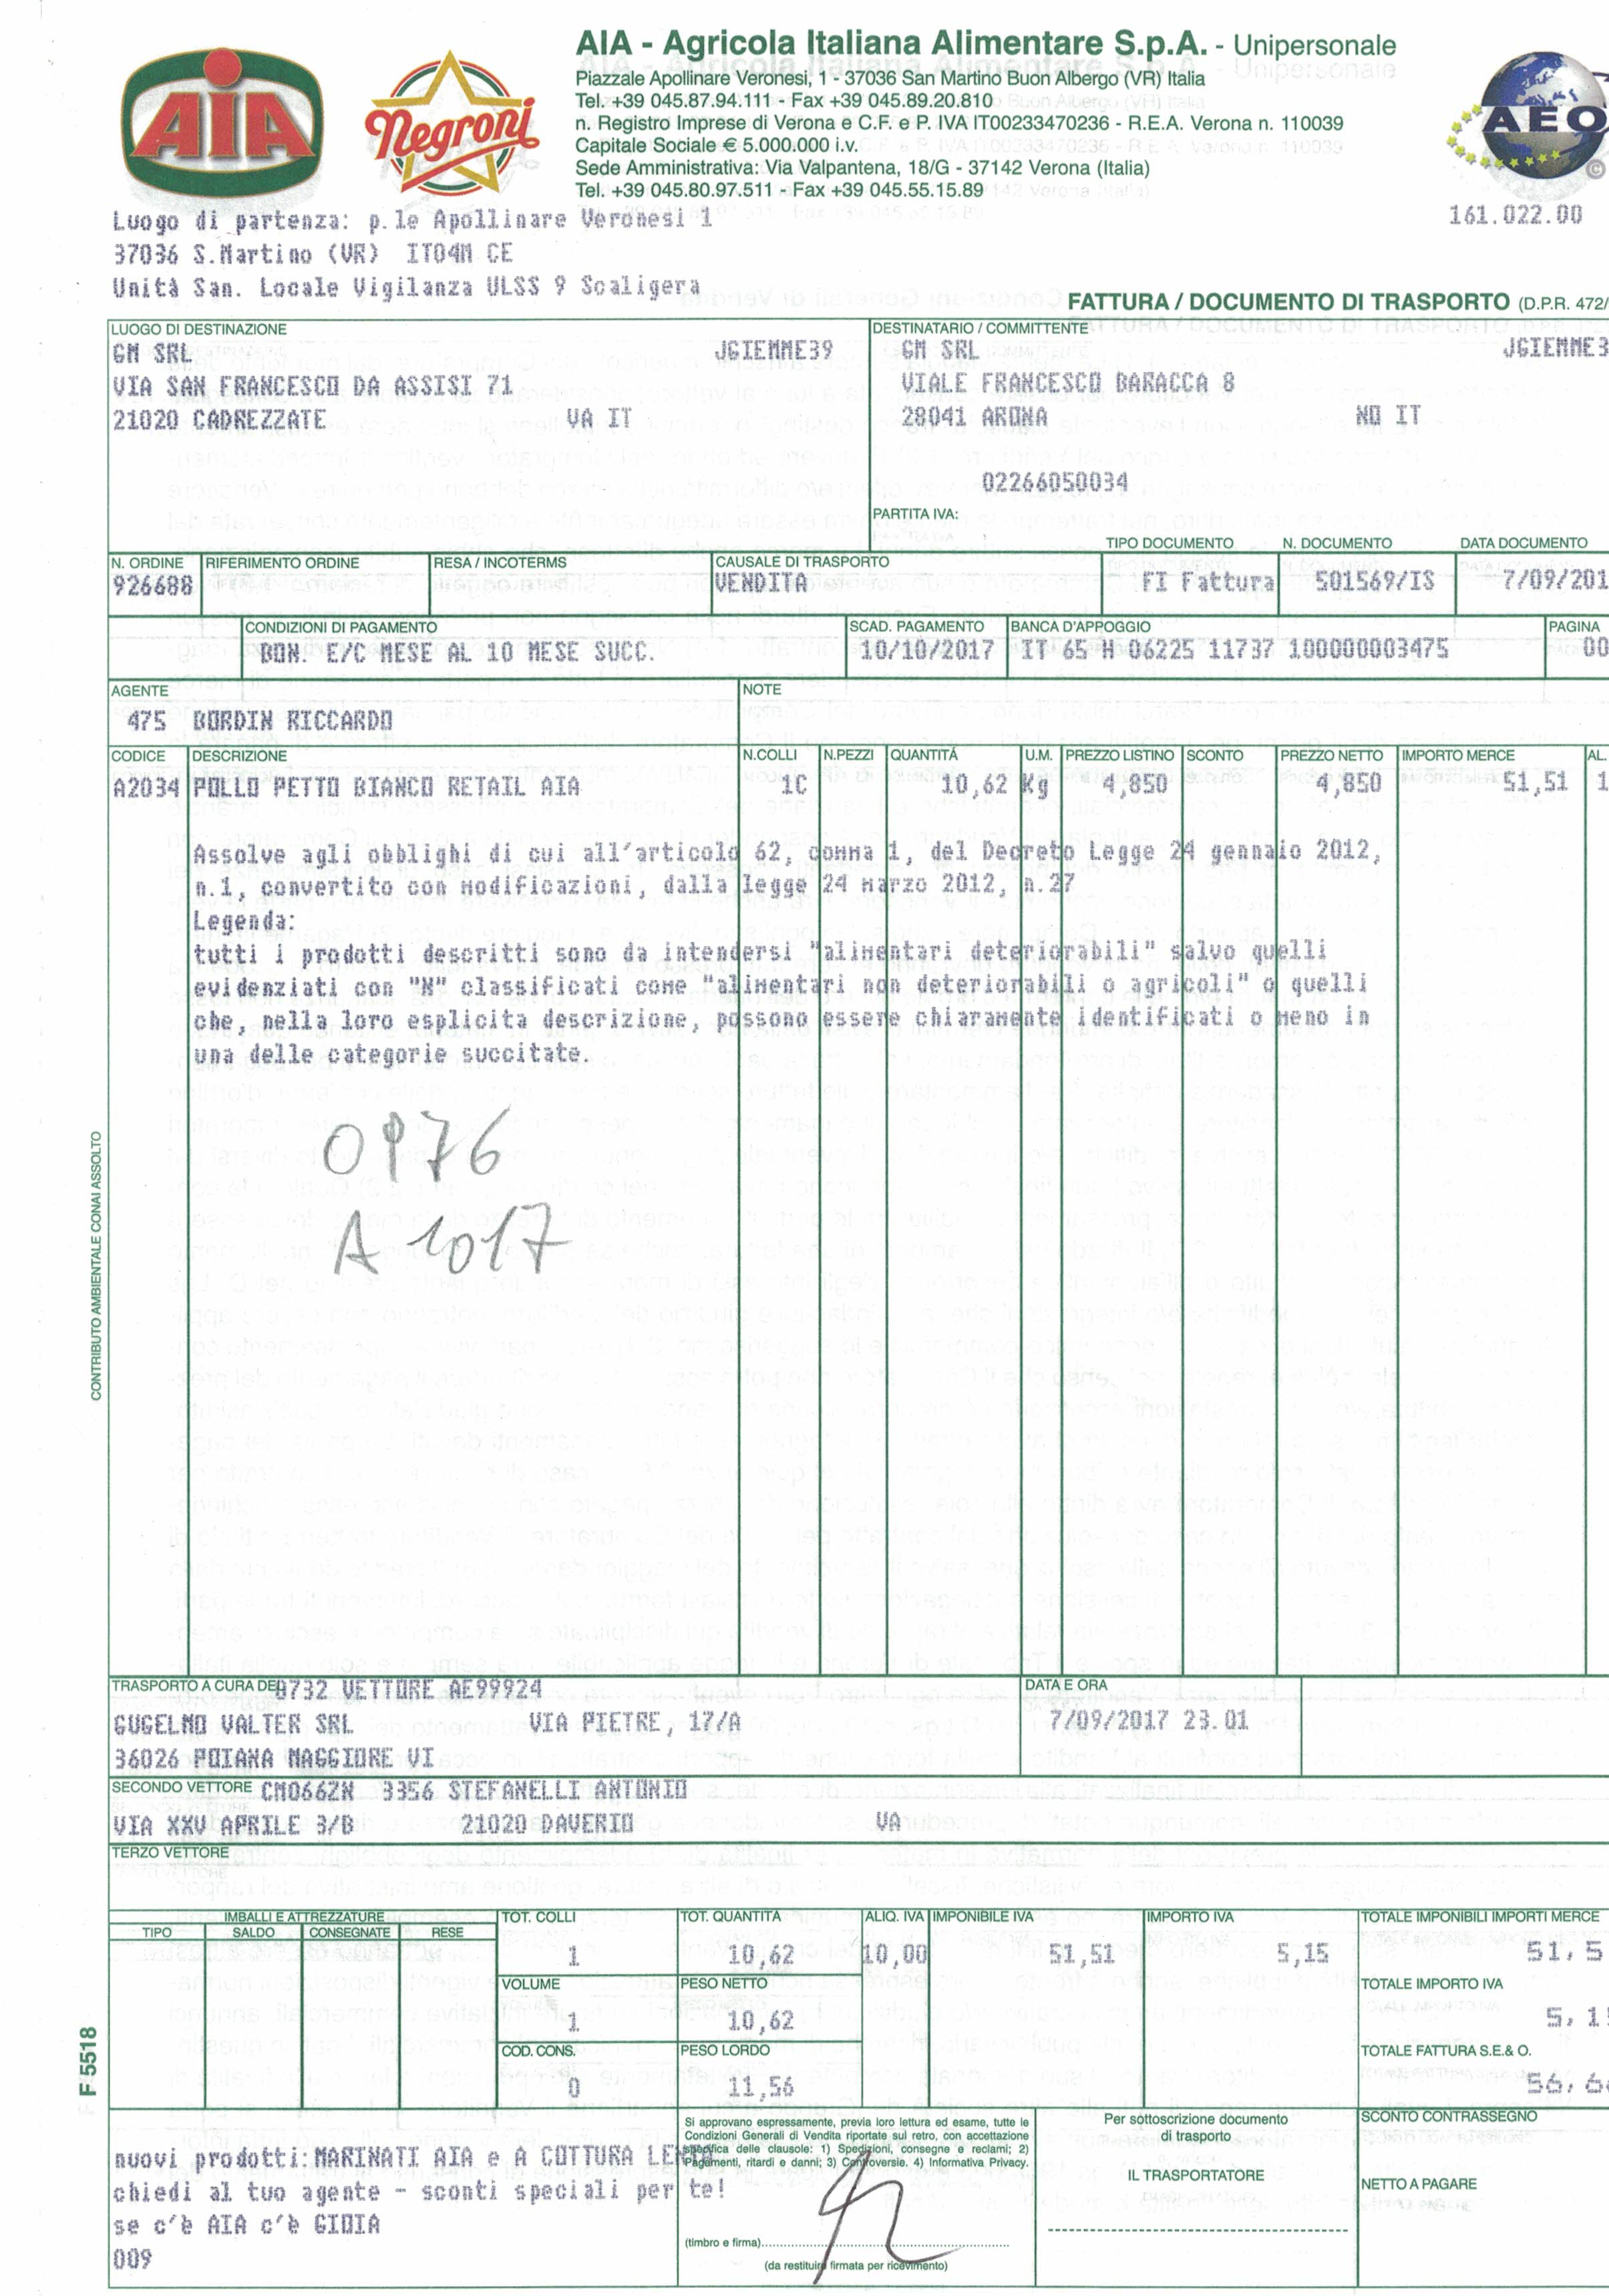 AIA
Negroni
AIA - Agricola Italiana Alimentare S.p.A. - Unipersonale
Piazzale Apollinare Veronesi, 1 - 37036 San Martino Buon Albergo (VR) Italia
Tel. +39 045.87.94.111 - Fax +39 045.89.20.810
n. Registro Imprese di Verona e C.F. e P. IVA IT00233470236 - R.E.A. Verona n. 110039
Capitale Sociale € 5.000.000 i.v.
Sede Amministrativa: Via Valpantena, 18/G - 37142 Verona (Italia)
Tel. +39 045.80.97.511 - Fax +39 045.55.15.89
AEO
©
161.022.00
Luogo di partenza: p.le Apollinare Veronesi 1
37036 S.Martino (VR) IT04M CE
Unità San. Locale Vigilanza ULSS 9 Scaligera
FATTURA / DOCUMENTO DI TRASPORTO (D.P.R. 472/
LUOGO DI DESTINAZIONE
GM SRL JGIEMME39
VIA SAN FRANCESCO DA ASSISI 71
21020 CADREZZATE VA IT
DESTINATARIO / COMMITTENTE
GM SRL JGIEMME3
VIALE FRANCESCO BARACCA 8
28041 ARONA NO IT
02266050034
PARTITA IVA:
N. ORDINE RIFERIMENTO ORDINE RESA / INCOTERMS CAUSALE DI TRASPORTO TIPO DOCUMENTO N. DOCUMENTO DATA DOCUMENTO
926688 VENDITA FI Fattura 501569/IS 7/09/201
CONDIZIONI DI PAGAMENTO SCAD. PAGAMENTO BANCA D'APPOGGIO PAGINA
BON. E/C MESE AL 10 MESE SUCC. 10/10/2017 IT 65 H 06225 11737 100000003475 00
AGENTE NOTE
475 BORDIN RICCARDO
CODICE DESCRIZIONE N.COLLI N.PEZZI QUANTITÁ U.M. PREZZO LISTINO SCONTO PREZZO NETTO IMPORTO MERCE AL.
A2034 POLLO PETTO BIANCO RETAIL AIA 1C 10,62 Kg 4,850 4,850 51,51 1
Assolve agli obblighi di cui all'articolo 62, comma 1, del Decreto Legge 24 gennaio 2012,
n.1, convertito con modificazioni, dalla legge 24 marzo 2012, n.27
Legenda:
tutti i prodotti descritti sono da intendersi "alimentari deteriorabili" salvo quelli
evidenziati con "N" classificati come "alimentari non deteriorabili o agricoli" o quelli
che, nella loro esplicita descrizione, possono essere chiaramente identificati o meno in
una delle categorie succitate.
0976
A 1017
CONTRIBUTO AMBIENTALE CONAI ASSOLTO
TRASPORTO A CURA DEL 9732 VETTORE AE99924
GUGELMO VALTER SRL VIA PIETRE, 17/A
36026 POIANA MAGGIORE VI
DATA E ORA
7/09/2017 23.01
SECONDO VETTORE CM066ZN 3356 STEFANELLI ANTONIO
VIA XXV APRILE 3/B 21020 DAVERIO VA
TERZO VETTORE
IMBALLI E ATTREZZATURE
TIPO SALDO CONSEGNATE RESE
TOT. COLLI TOT. QUANTITÀ ALIQ. IVA IMPONIBILE IVA IMPORTO IVA TOTALE IMPONIBILI IMPORTI MERCE
1 10,62 10,00 51,51 5,15 51,5
VOLUME PESO NETTO TOTALE IMPORTO IVA
1 10,62 5,1
COD. CONS. PESO LORDO TOTALE FATTURA S.E.& O.
0 11,56 56,6
F 5518
nuovi prodotti: MARINATI AIA e A COTTURA LENTA
chiedi al tuo agente - sconti speciali per te!
se c'è AIA c'è GIOIA
009
Si approvano espressamente, previa loro lettura ed esame, tutte le
Condizioni Generali di Vendita riportate sul retro, con accettazione
specifica delle clausole: 1) Spedizioni, consegne e reclami; 2)
Pagamenti, ritardi e danni; 3) Controversie. 4) Informativa Privacy.
(timbro e firma)
(da restituire firmata per ricevimento)
Per sottoscrizione documento
di trasporto
IL TRASPORTATORE
SCONTO CONTRASSEGNO
NETTO A PAGARE